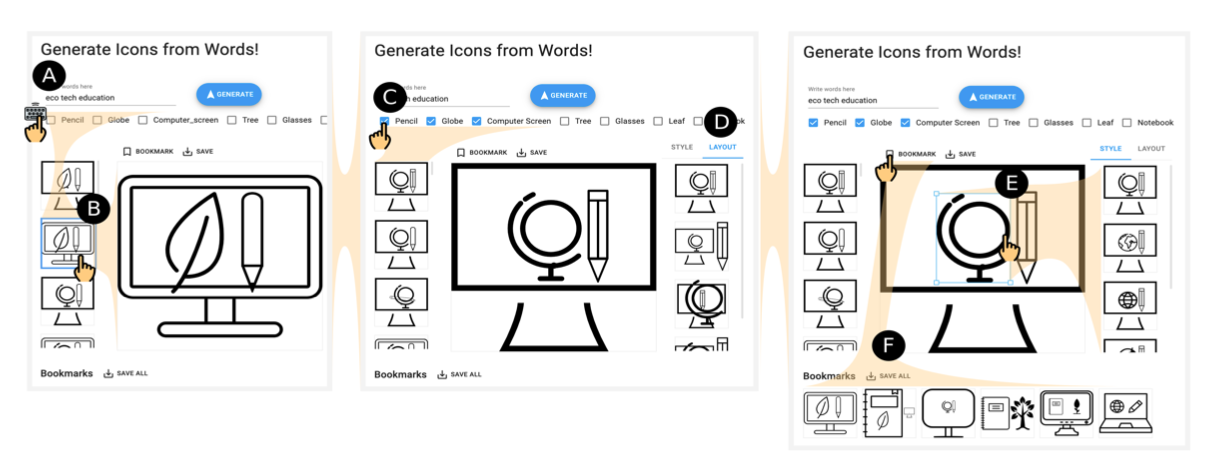 Generate Icons from Words!
A
words here
eco tech education
GENERATE
Pencil Globe Computer_screen Tree Glasses
BOOKMARK SAVE
B
Bookmarks SAVE ALL
Generate Icons from Words!
C
words here
tech education
GENERATE
Pencil Globe Computer Screen Tree Glasses Leaf
D
BOOKMARK SAVE
STYLE LAYOUT
Bookmarks SAVE ALL
Generate Icons from Words!
Write words here
eco tech education
GENERATE
Pencil Globe Computer Screen Tree Glasses Leaf Notebook
BOOKMARK SAVE
STYLE LAYOUT
E
F
Bookmarks SAVE ALL